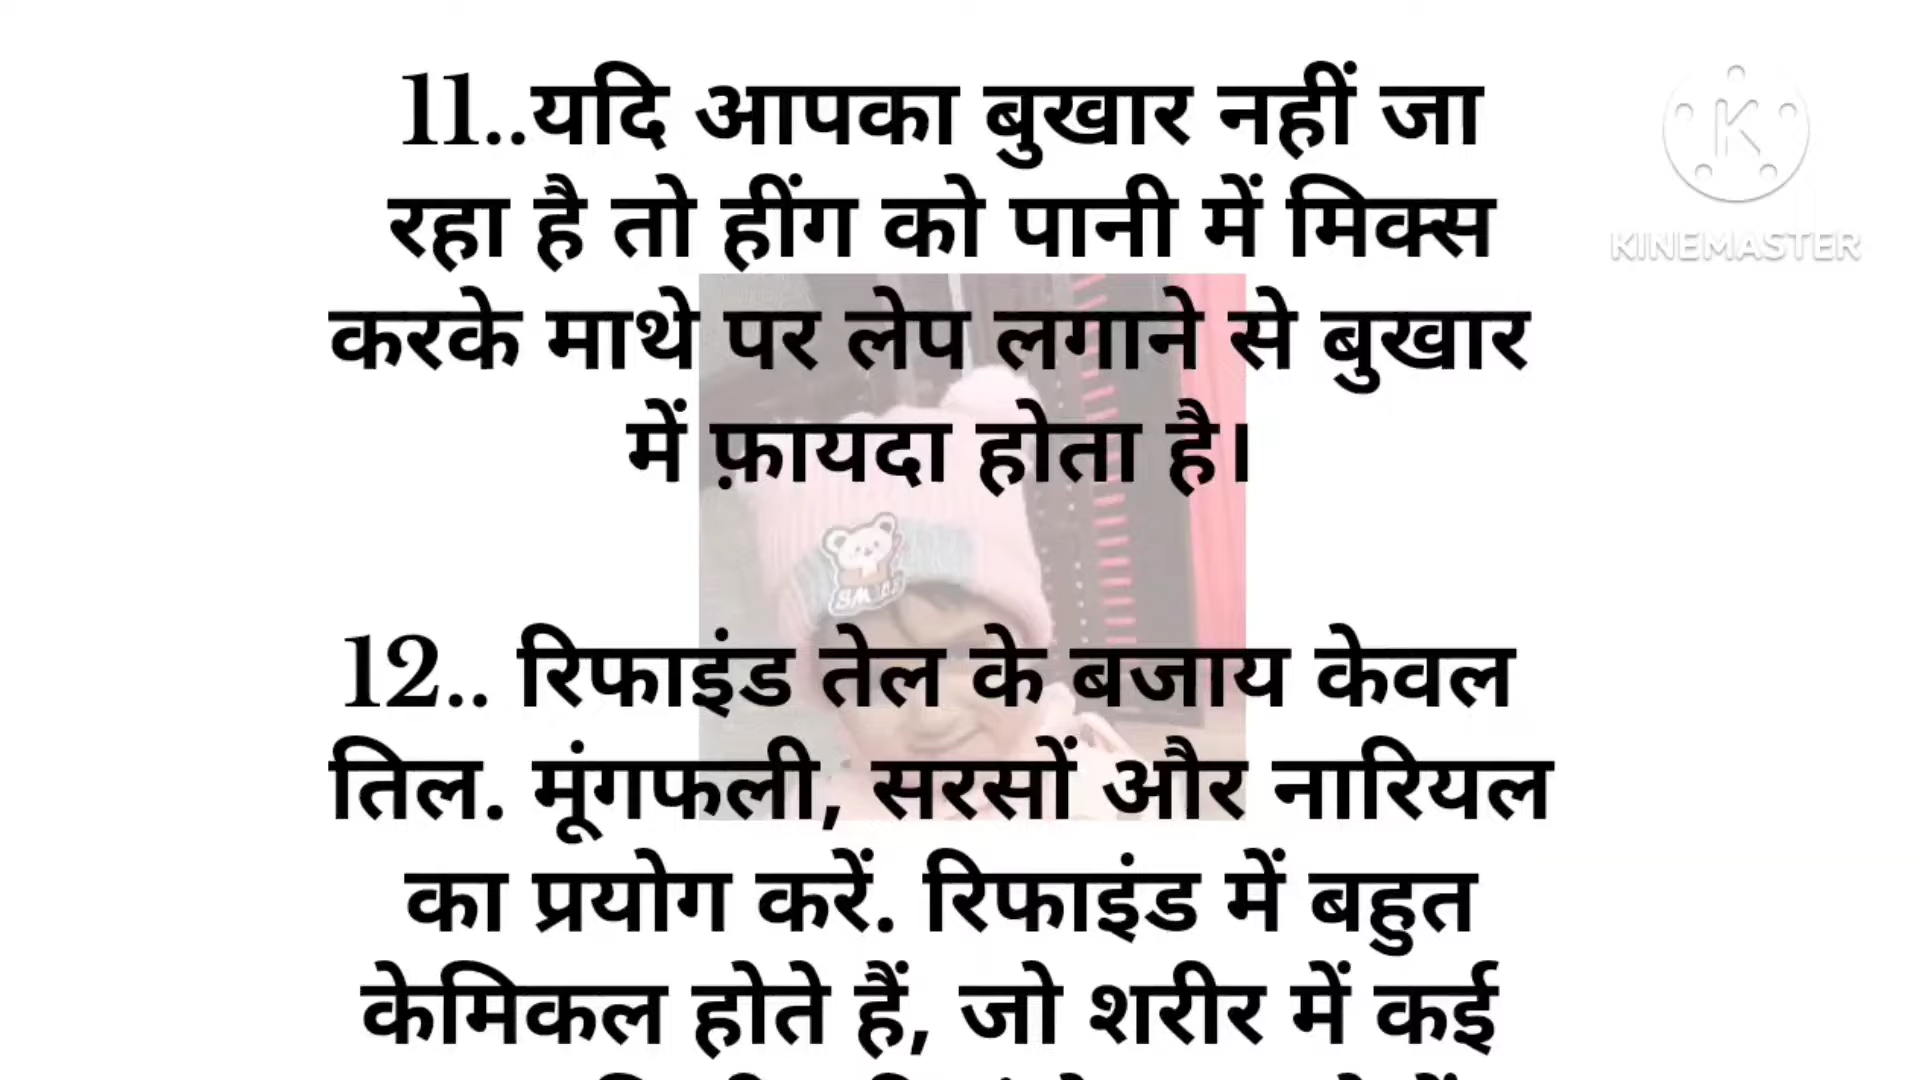 11..यदि आपका बुखार नहीं जा
रहा है तो हींग को पानी में मिक्स
करके माथे पर लेप लगाने से बुखार
में फ़ायदा होता है।
12.. रिफाइंड तेल के बजाय केवल
तिल. मूंगफली, सरसों और नारियल
का प्रयोग करें. रिफाइंड में बहुत
केमिकल होते हैं, जो शरीर में कई
K
KINEMASTER
SMILE